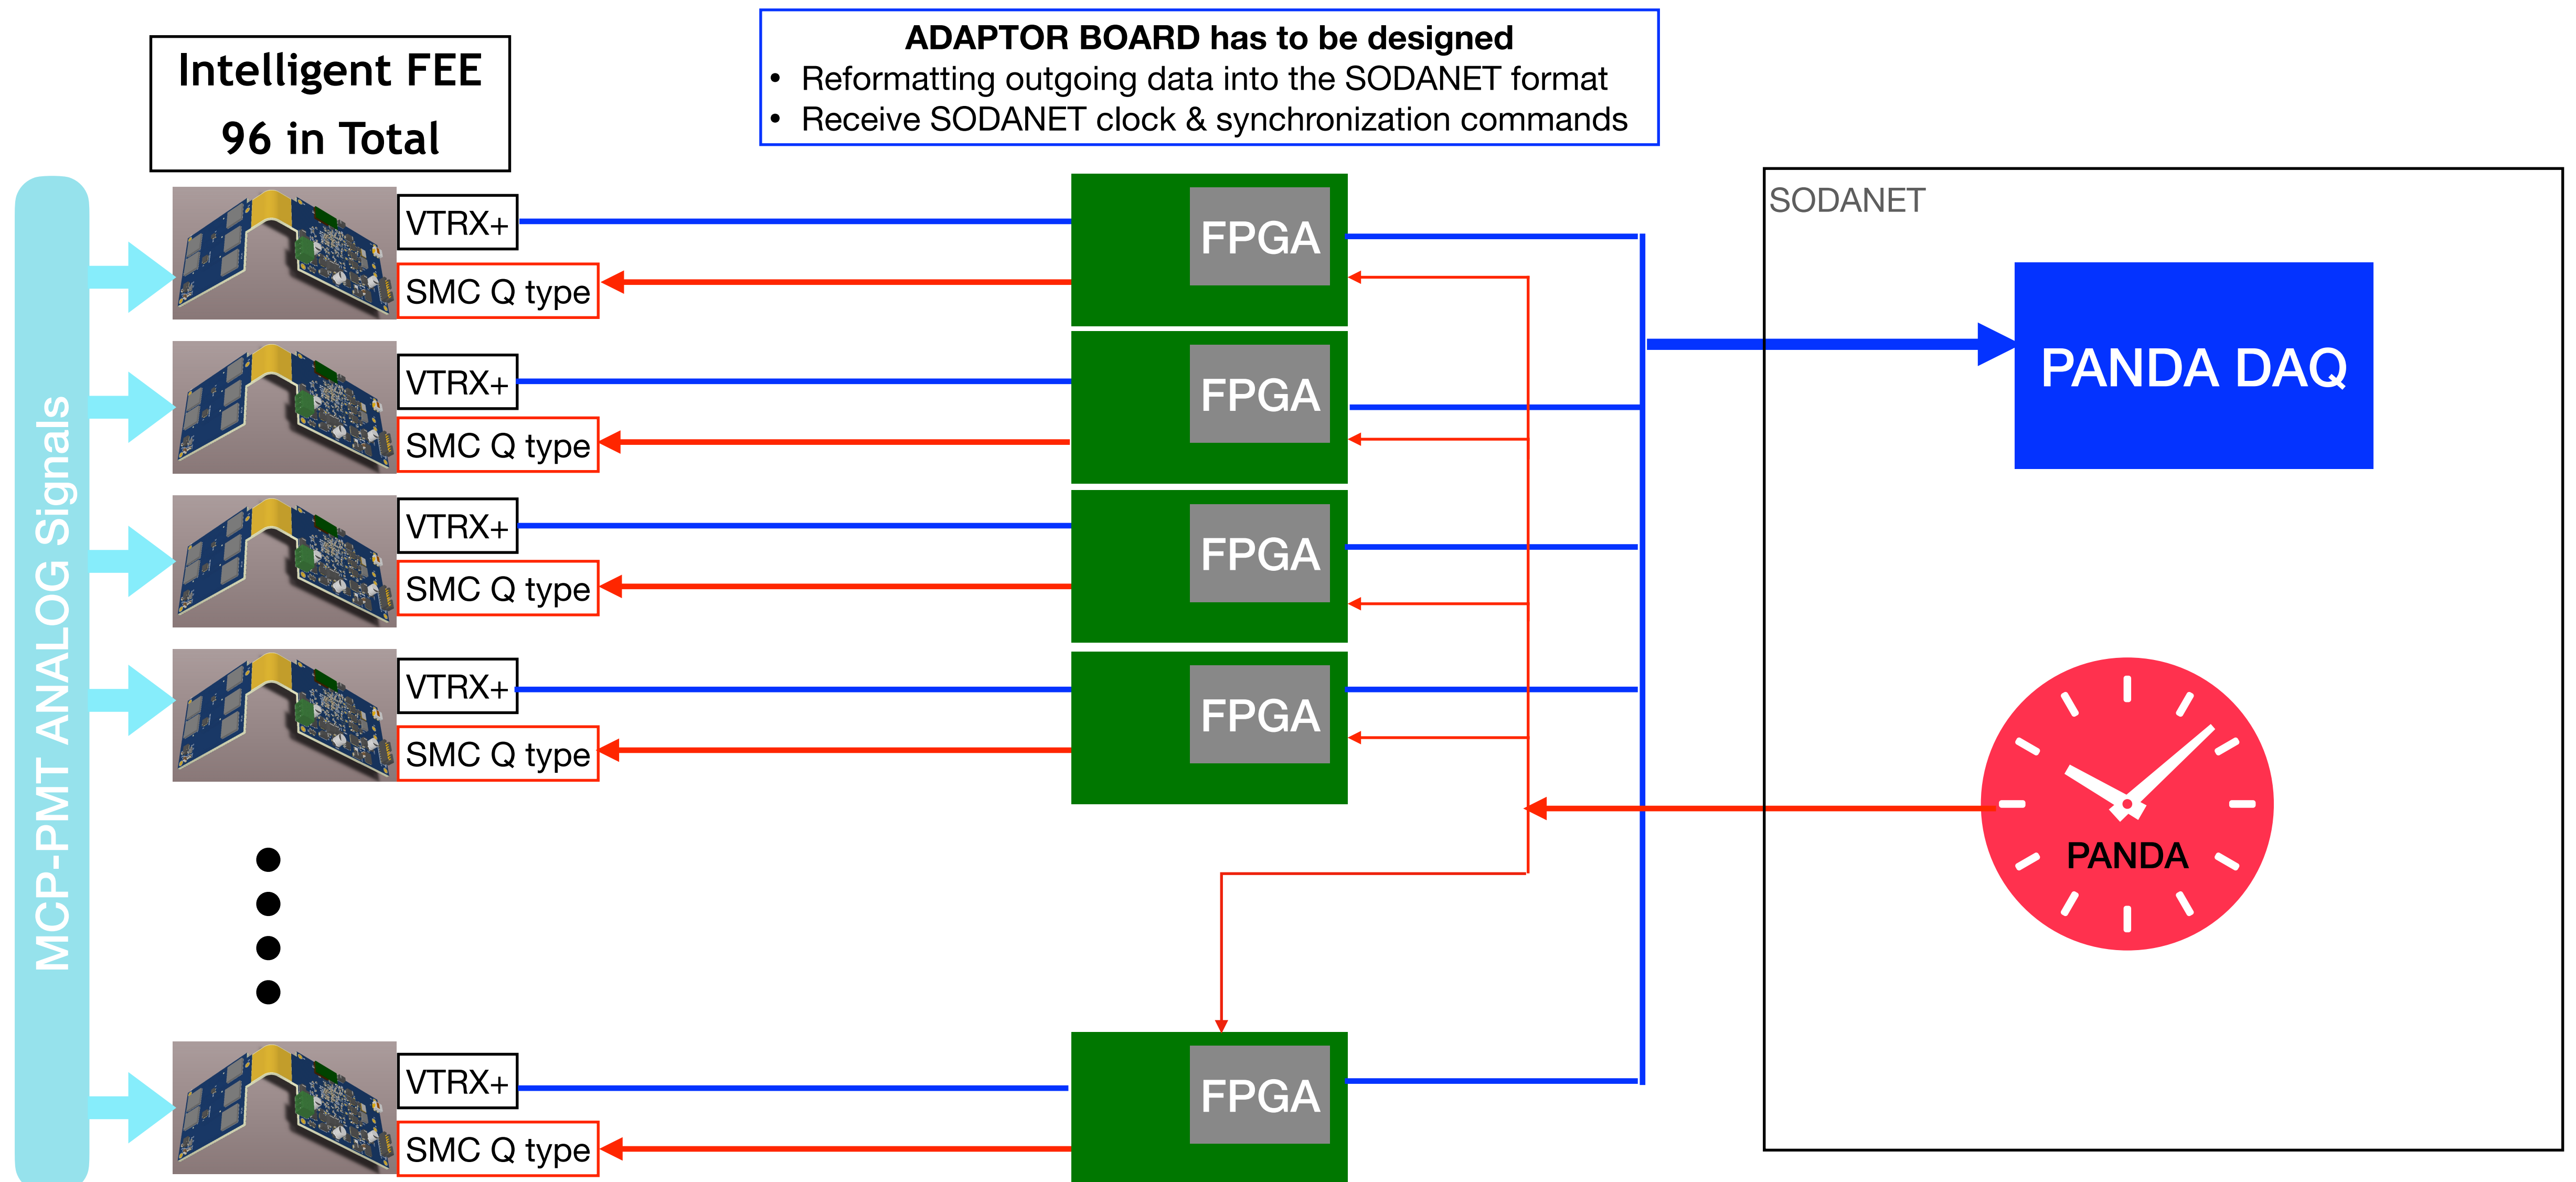 Intelligent FEE
96 in Total
ADAPTOR BOARD has to be designed
• Reformatting outgoing data into the SODANET format
• Receive SODANET clock & synchronization commands
MCP-PMT ANALOG Signals
VTRX+
SMC Q type
FPGA
VTRX+
SMC Q type
FPGA
VTRX+
SMC Q type
FPGA
VTRX+
SMC Q type
FPGA
VTRX+
SMC Q type
FPGA
SODANET
PANDA DAQ
PANDA